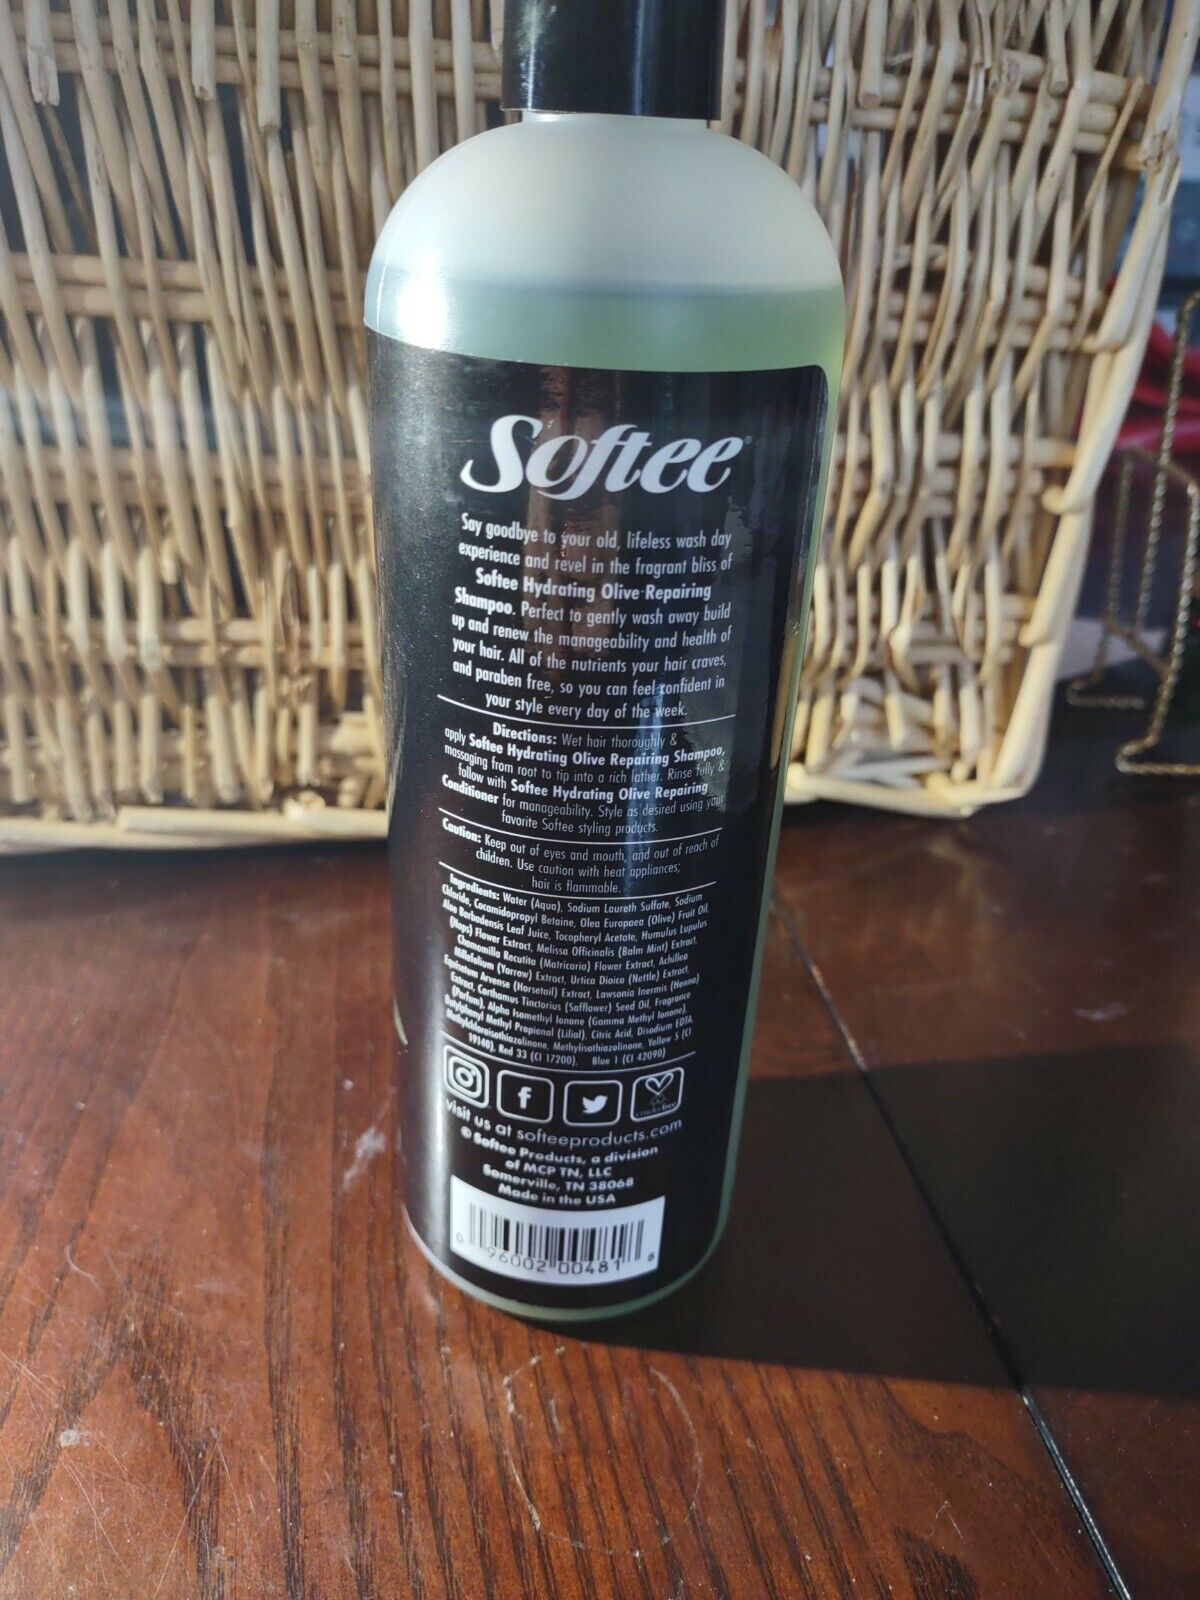 Softee®
Say goodbye to your old, lifeless wash day
experience and revel in the fragrant bliss of
Softee Hydrating Olive Repairing
Shampoo. Perfect to gently wash away build
up and renew the manageability and health of
your hair. All of the nutrients your hair craves,
and paraben free, so you can feel confident in
your style every day of the week.
Directions: Wet hair thoroughly &
apply Softee Hydrating Olive Repairing Shampoo,
massaging from root to tip into a rich lather. Rinse fully &
follow with Softee Hydrating Olive Repairing
Conditioner for manageability. Style as desired using your
favorite Softee styling products.
Caution: Keep out of eyes and mouth, and out of reach of
children. Use caution with heat appliances;
hair is flammable.
Ingredients: Water (Aqua), Sodium Laureth Sulfate, Sodium
Chloride, Cocamidopropyl Betaine, Olea Europaea (Olive) Fruit Oil,
Aloe Barbadensis Leaf Juice, Tocopheryl Acetate, Humulus Lupulus
(Hops) Flower Extract, Melissa Officinalis (Balm Mint) Extract,
Chamomilla Recutita (Matricaria) Flower Extract, Achillea
Millefolium (Yarrow) Extract, Urtica Dioica (Nettle) Extract,
Equisetum Arvense (Horsetail) Extract, Lawsonia Inermis (Henna)
Extract, Carthamus Tinctorius (Safflower) Seed Oil, Fragrance
(Parfum), Alpha Isomethyl Ionone (Gamma Methyl Ionone),
Butylphenyl Methyl Propional (Lilial), Citric Acid, Disodium EDTA,
Methylchloroisothiazolinone, Methylisothiazolinone, Yellow 5 (CI
19140), Red 33 (CI 17200), Blue 1 (CI 42090)
cruelty free
visit us at softeeproducts.com
© Softee Products, a division
of MCP TN, LLC
Somerville, TN 38068
Made in the USA
0 96002 00481 8